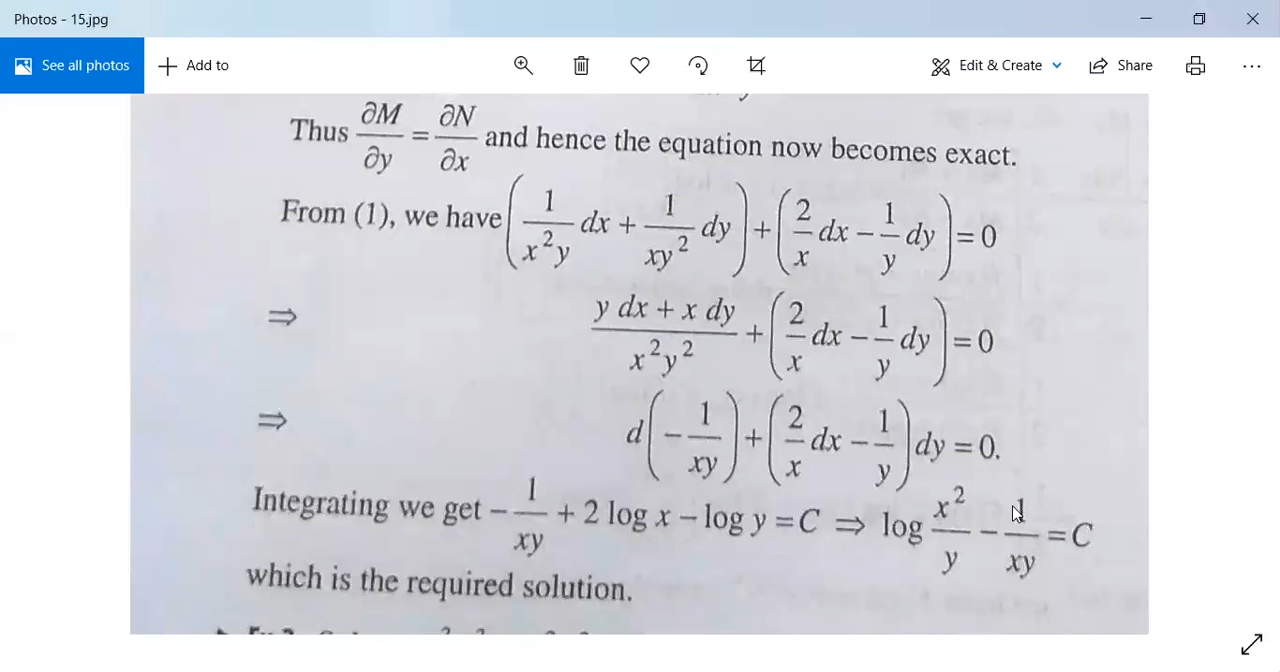 Photos - 15.jpg
See all photos
Add to
Edit & Create
Share
Thus ∂M/∂y = ∂N/∂x and hence the equation now becomes exact.
From (1), we have (1/(x²y) dx + 1/(xy²) dy) + (2/x dx − 1/y dy) = 0
⇒ (y dx + x dy)/(x²y²) + (2/x dx − 1/y dy) = 0
⇒ d(−1/(xy)) + (2/x dx − 1/y) dy = 0.
Integrating we get −1/(xy) + 2 log x − log y = C ⇒ log x²/y − 1/(xy) = C
which is the required solution.